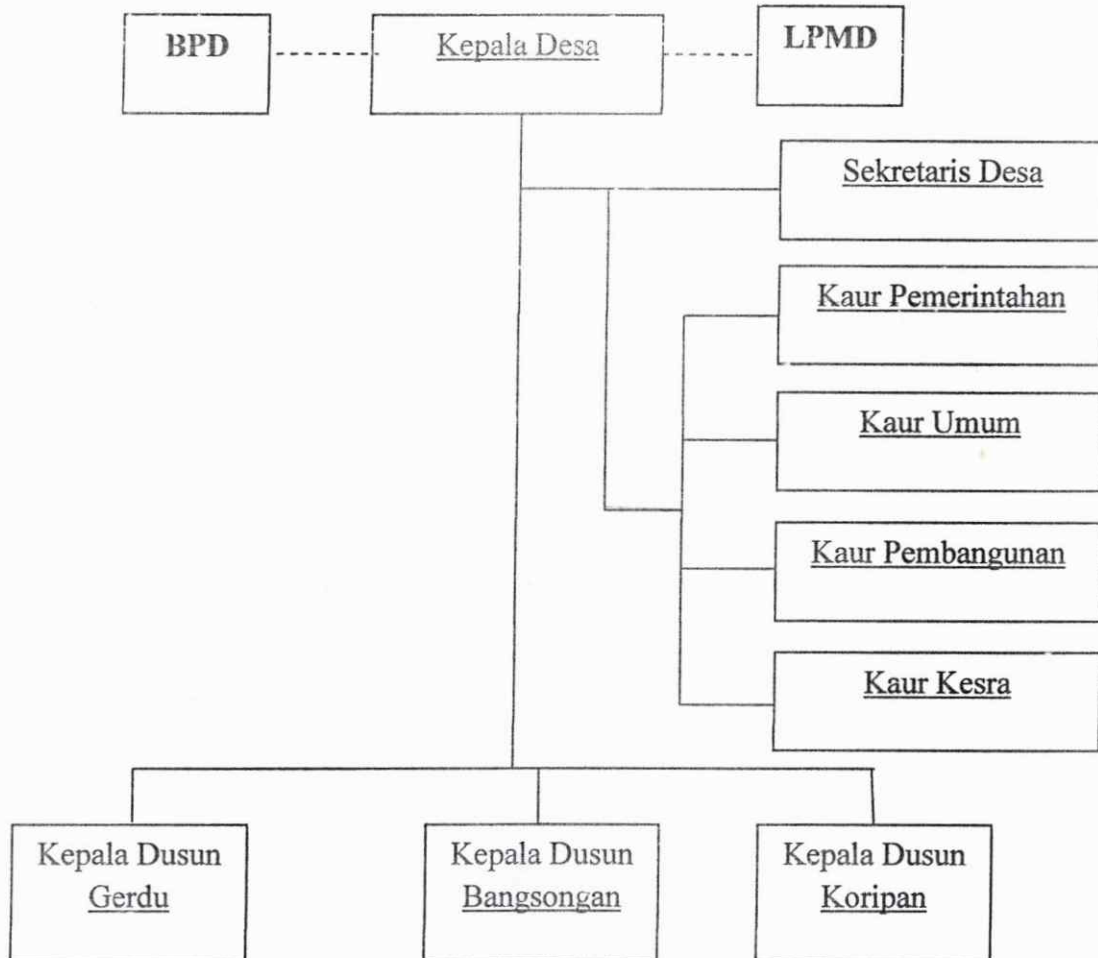 BPD
Kepala Desa
LPMD
Sekretaris Desa
Kaur Pemerintahan
Kaur Umum
Kaur Pembangunan
Kaur Kesra
Kepala Dusun
Gerdu
Kepala Dusun
Bangsongan
Kepala Dusun
Koripan